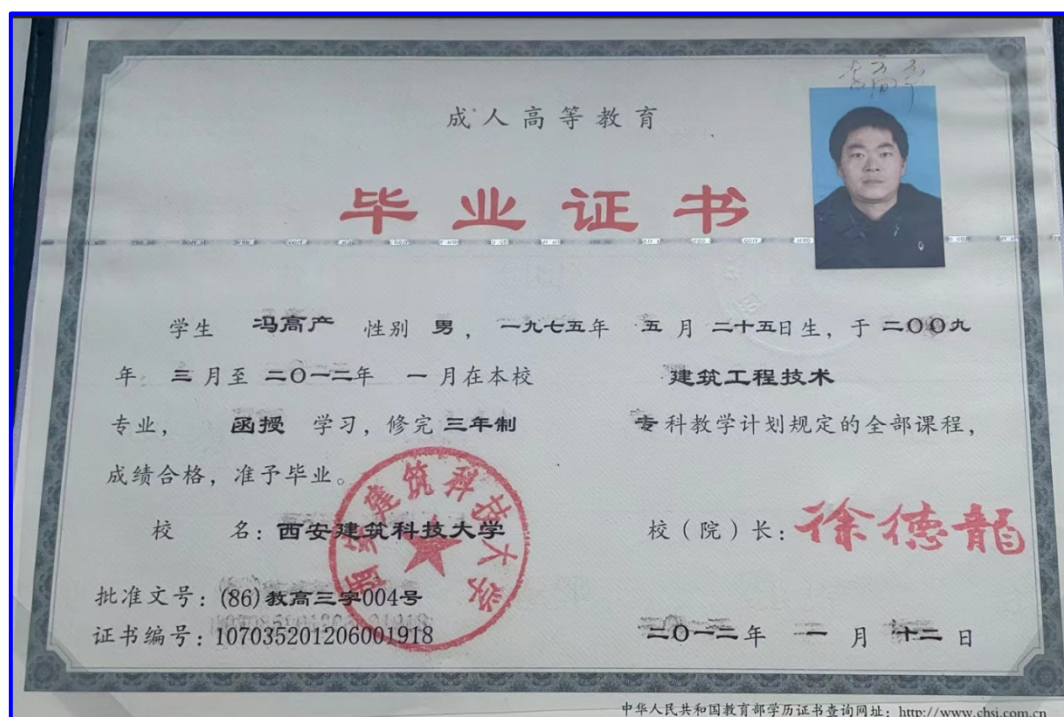 成人高等教育
毕业证书
学生 冯高产 性别 男，一九七五年 五月 二十五日生，于 二〇〇九
年 三月至 二〇一二年 一月在本校 建筑工程技术
专业， 函授 学习，修完 三年制 专科教学计划规定的全部课程，
成绩合格，准予毕业。
校 名：西安建筑科技大学 校（院）长：徐德龍
批准文号：(86)教高三字004号
证书编号：107035201206001918 二〇一二年 一月 十二日
中华人民共和国教育部学历证书查询网址：http://www.chsi.com.cn